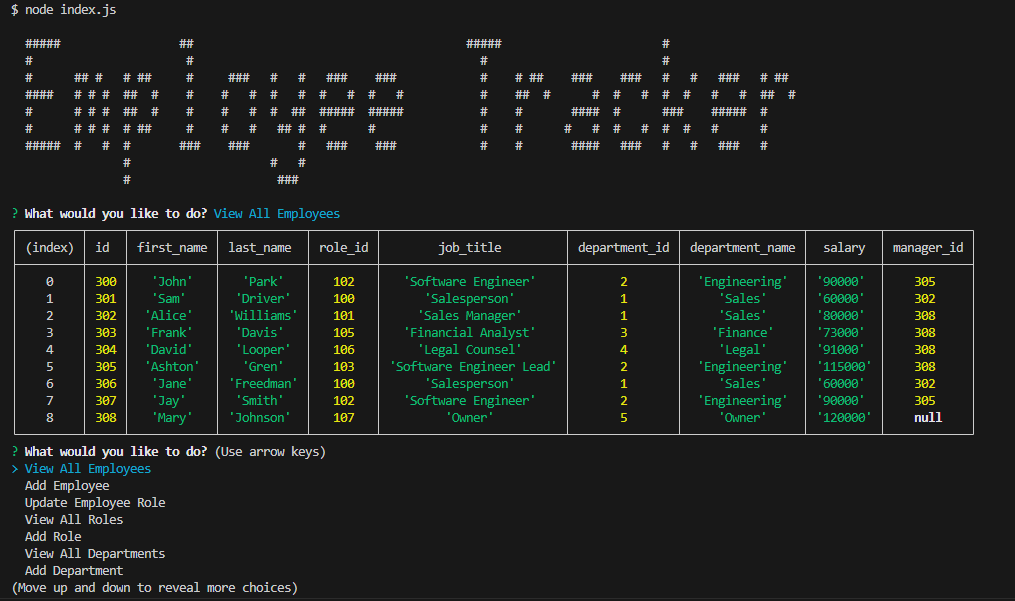 $ node index.js
Employee Tracker
? What would you like to do? View All Employees
(index) id first_name last_name role_id job_title department_id department_name salary manager_id
0 300 'John' 'Park' 102 'Software Engineer' 2 'Engineering' '90000' 305
1 301 'Sam' 'Driver' 100 'Salesperson' 1 'Sales' '60000' 302
2 302 'Alice' 'Williams' 101 'Sales Manager' 1 'Sales' '80000' 308
3 303 'Frank' 'Davis' 105 'Financial Analyst' 3 'Finance' '73000' 308
4 304 'David' 'Looper' 106 'Legal Counsel' 4 'Legal' '91000' 308
5 305 'Ashton' 'Gren' 103 'Software Engineer Lead' 2 'Engineering' '115000' 308
6 306 'Jane' 'Freedman' 100 'Salesperson' 1 'Sales' '60000' 302
7 307 'Jay' 'Smith' 102 'Software Engineer' 2 'Engineering' '90000' 305
8 308 'Mary' 'Johnson' 107 'Owner' 5 'Owner' '120000' null
? What would you like to do? (Use arrow keys)
> View All Employees
Add Employee
Update Employee Role
View All Roles
Add Role
View All Departments
Add Department
(Move up and down to reveal more choices)